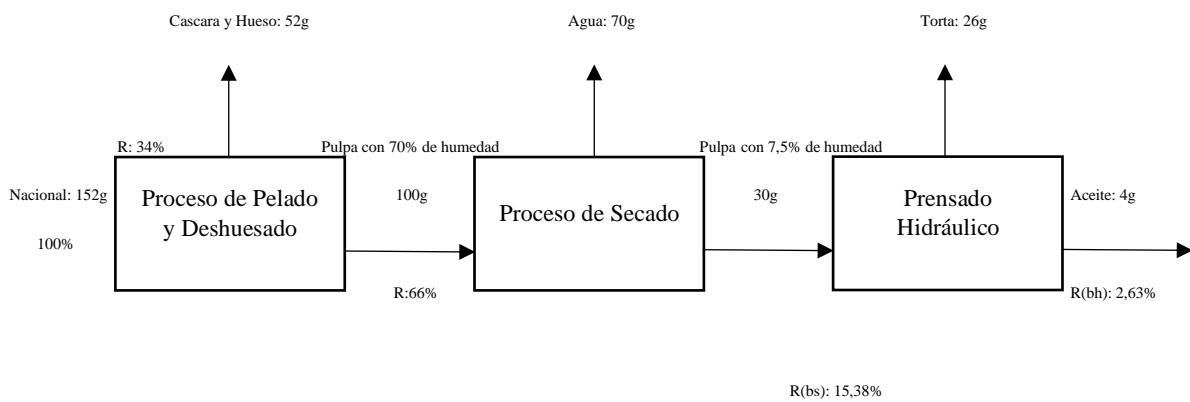 Cascara y Hueso: 52g
Agua: 70g
Torta: 26g
R: 34%
Pulpa con 70% de humedad
Pulpa con 7,5% de humedad
Nacional: 152g
100%
Proceso de Pelado
y Deshuesado
100g
R:66%
Proceso de Secado
30g
Prensado
Hidráulico
Aceite: 4g
R(bh): 2,63%
R(bs): 15,38%